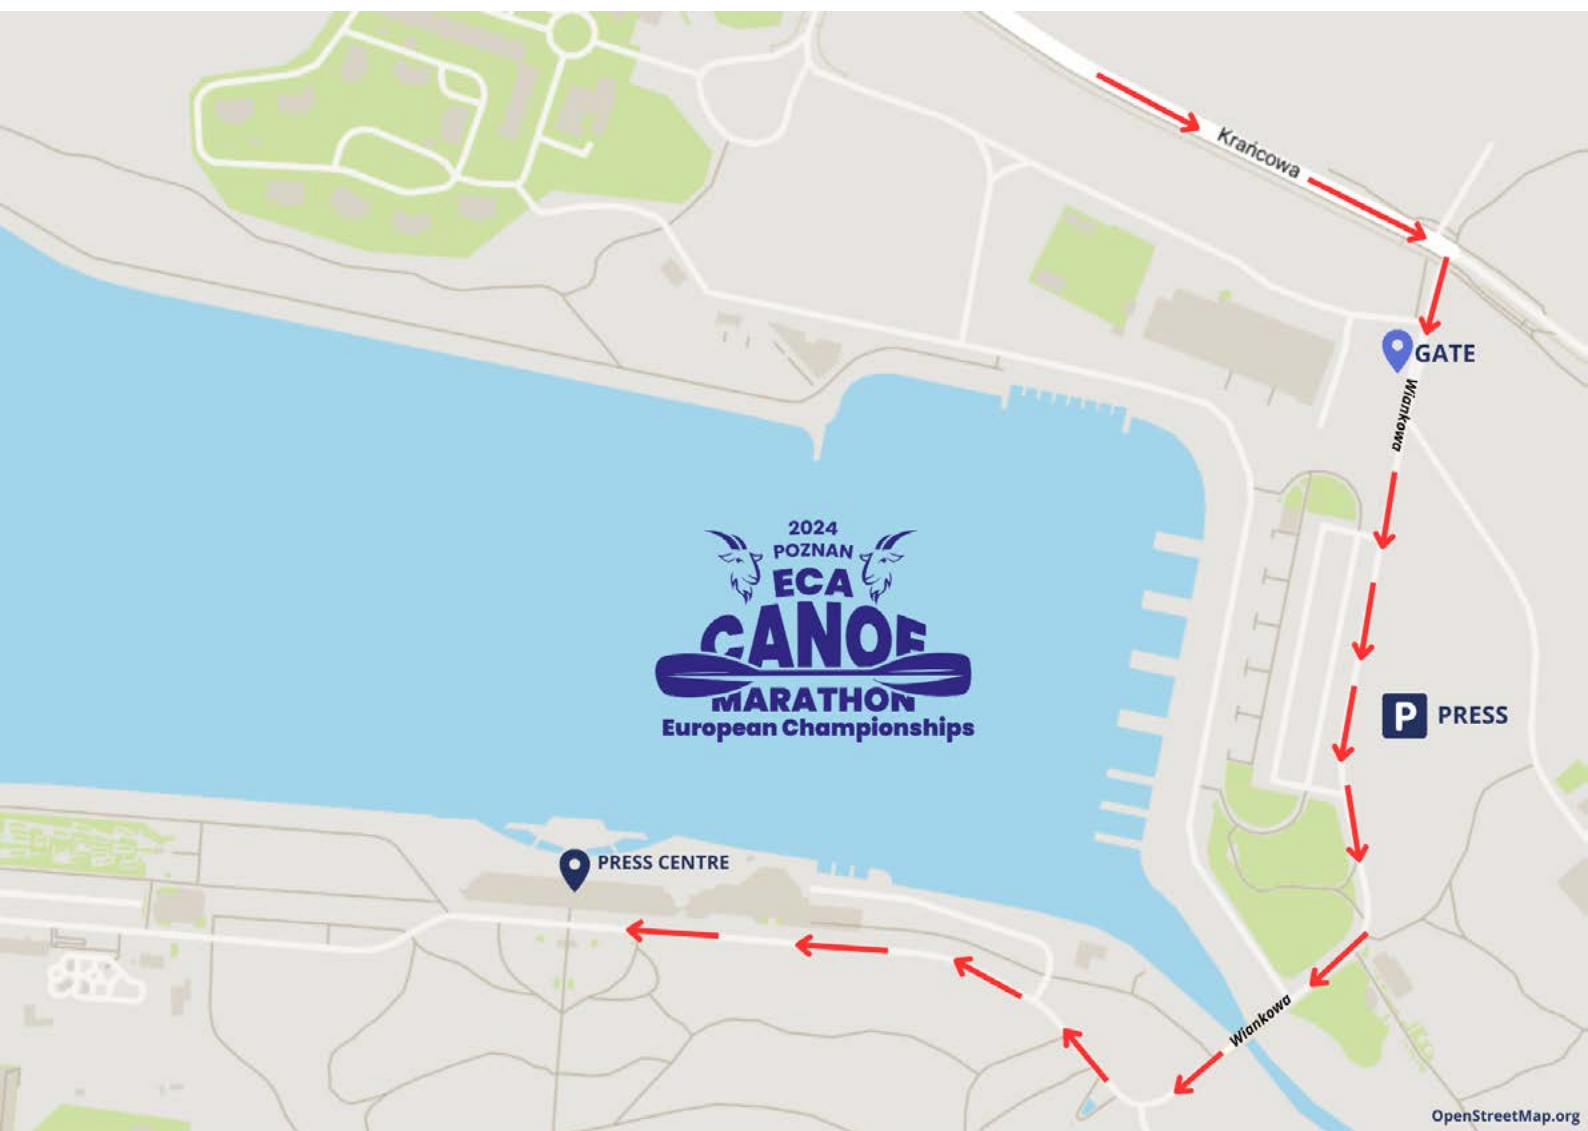 Krańcowa
GATE
Wiankowa
2024
POZNAN
ECA
CANOE
MARATHON
European Championships
P PRESS
PRESS CENTRE
Wiankowa
OpenStreetMap.org